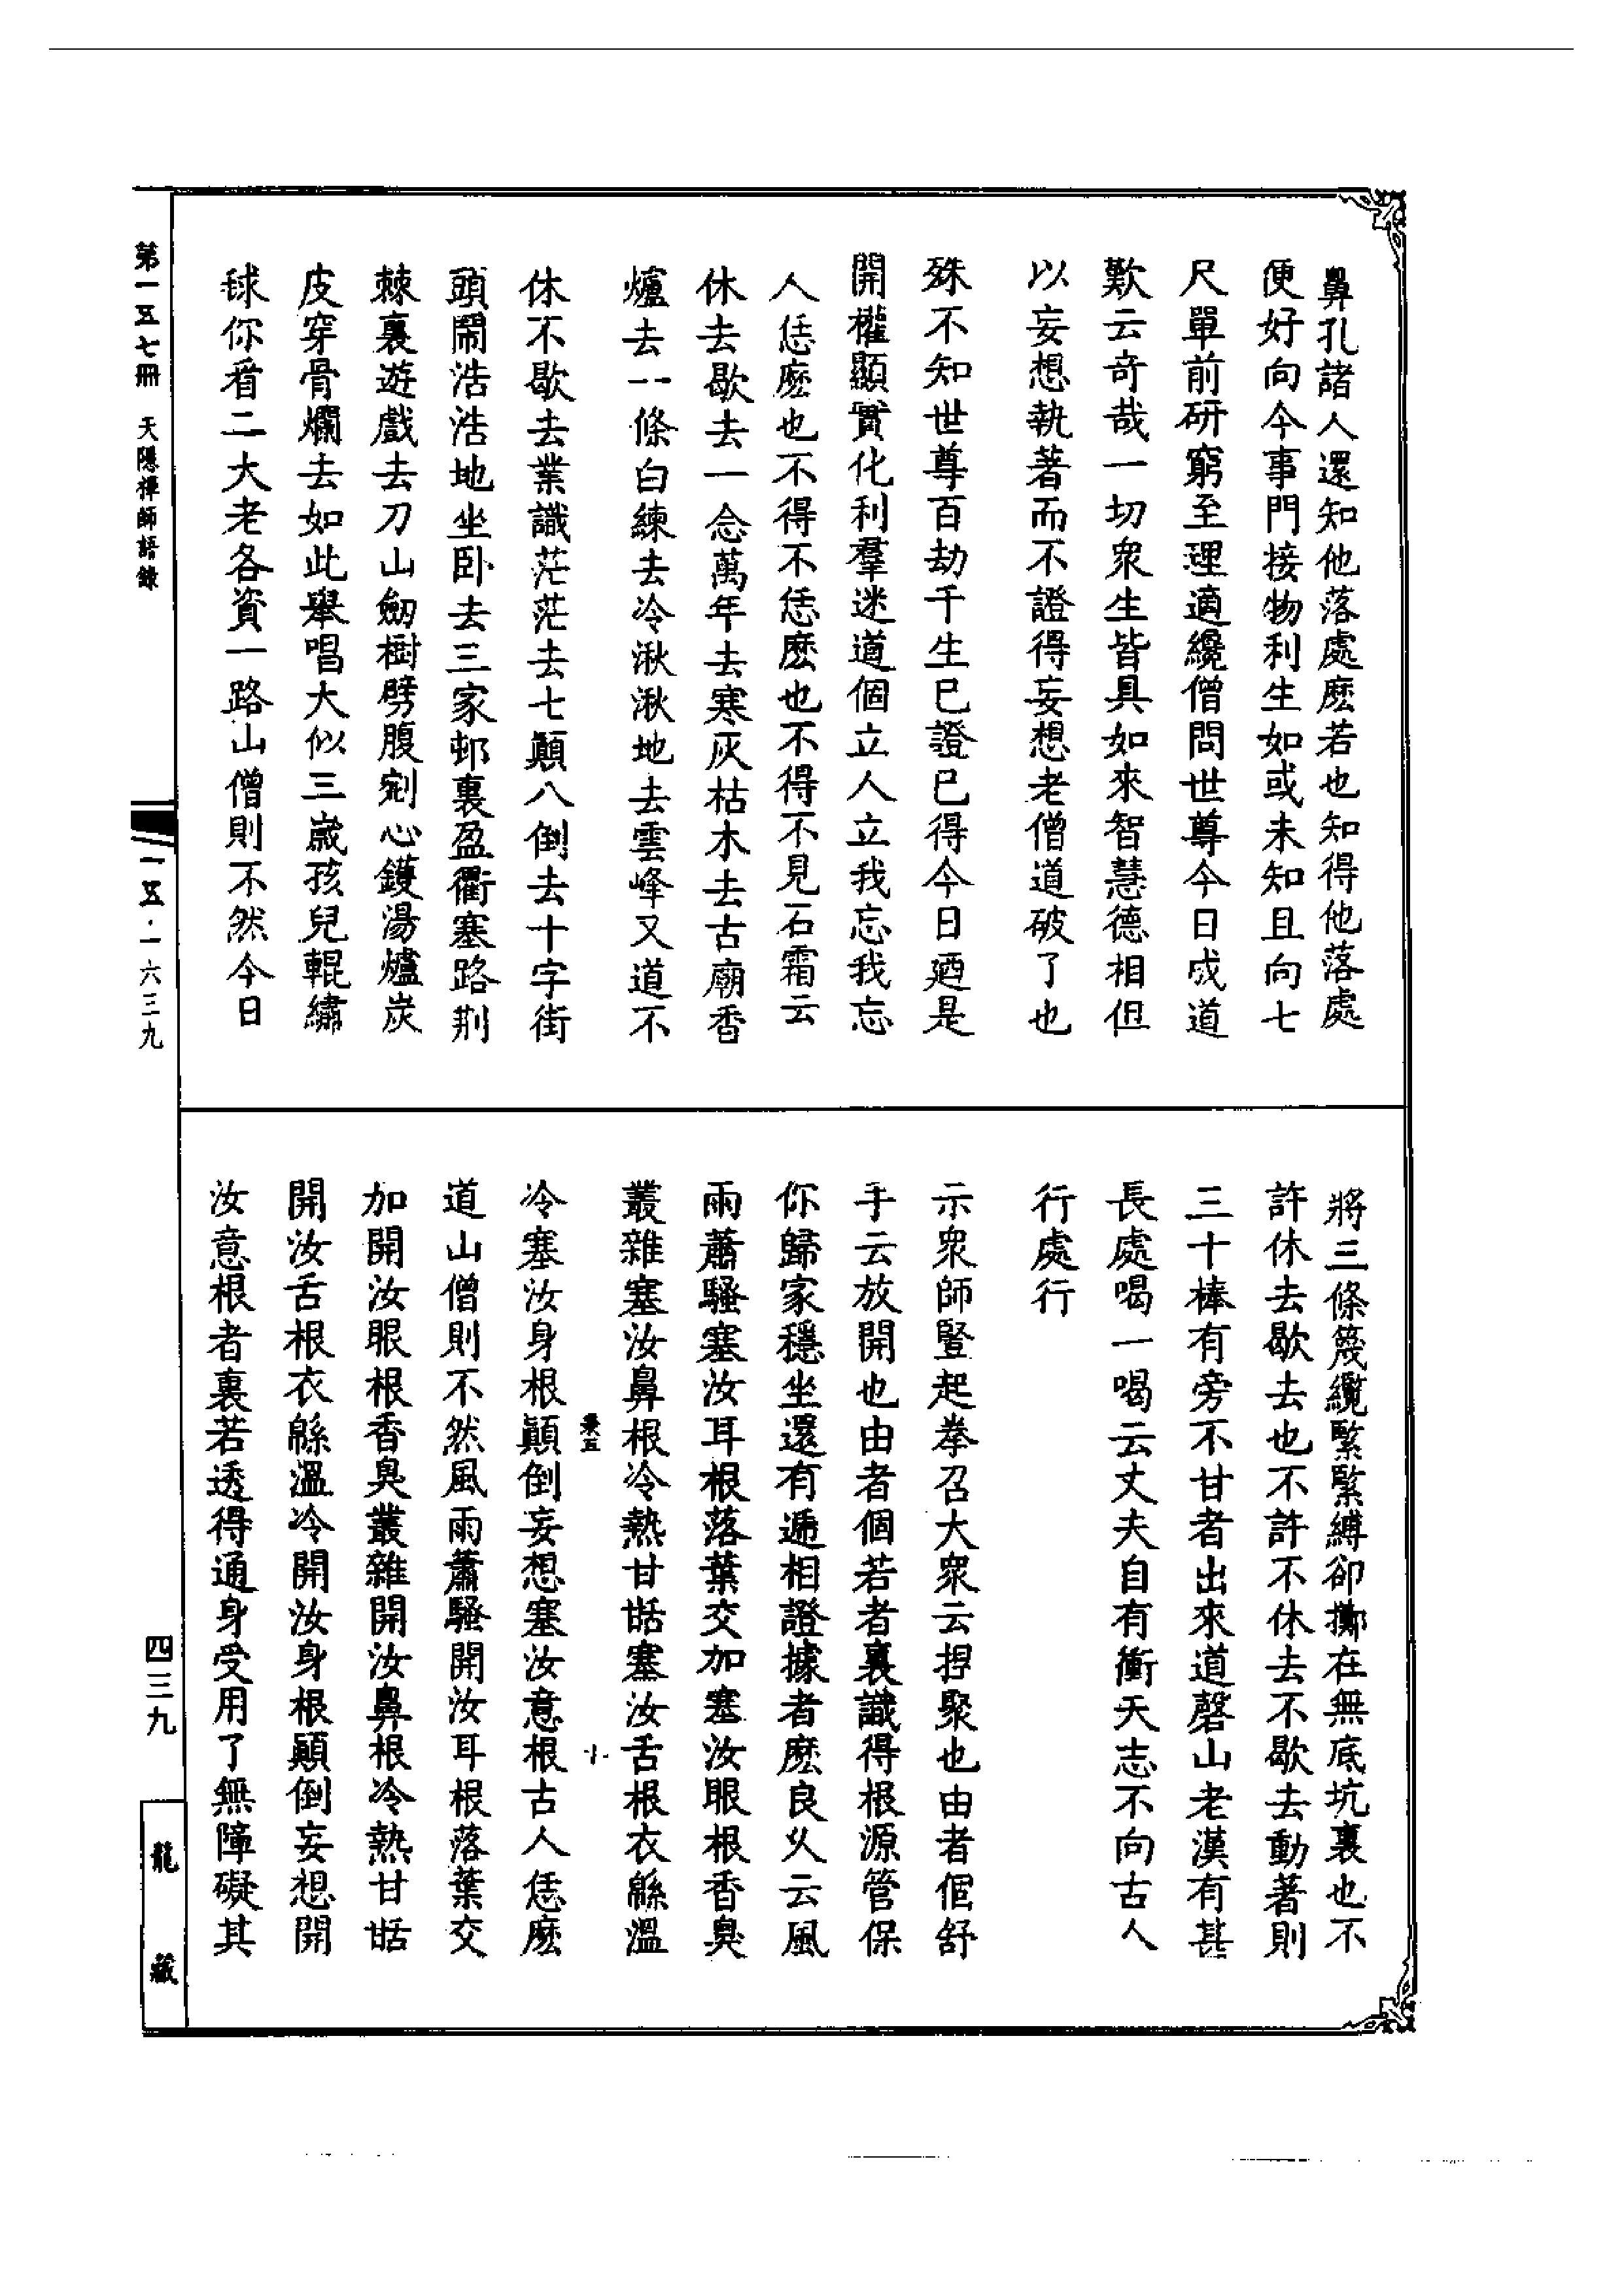 鼻孔諸人還知他落處麽若也知得他落處
便好向今事門接物利生如或未知且向七
尺單前研窮至理適纔僧問世尊今日成道
歎云奇哉一切衆生皆具如來智慧德相但
以妄想執著而不證得妄想老僧道破了也
殊不知世尊百劫千生已證已得今日廼是
開權顯實化利羣迷道個立人立我忘我忘
人恁麽也不得不恁麽也不得不見石霜云
休去歇去一念萬年去寒灰枯木去古廟香
爐去一條白練去冷湫湫地去雲峰又道不
休不歇去業識茫茫去七顛八倒去十字街
頭鬧浩浩地坐卧去三家邨裏盈衢塞路荆
棘裏遊戲去刀山劒樹劈腹剜心鑊湯爐炭
皮穿骨爛去如此舉唱大似三歲孩兒輥繡
毬你看二大老各資一路山僧則不然今日
將三條篾纜緊緊縛卻擲在無底坑裏也不
許休去歇去也不許不休去不歇去動著則
三十棒有旁不甘者出來道磬山老漢有甚
長處喝一喝云丈夫自有衝天志不向古人
行處行
示衆師豎起拳召大衆云揑聚也由者個舒
手云放開也由者個若者裏識得根源管保
你歸家穩坐還有遞相證據者麽良久云風
雨蕭騷塞汝耳根落葉交加塞汝眼根香臭
叢雜塞汝鼻根冷熱甘甛塞汝舌根衣緜溫
冷塞汝身根顛倒妄想塞汝意根古人恁麽
道山僧則不然風雨蕭騷開汝耳根落葉交
加開汝眼根香臭叢雜開汝鼻根冷熱甘甛
開汝舌根衣緜溫冷開汝身根顛倒妄想開
汝意根者裏若透得通身受用了無障礙其
第一五七冊 天隱禪師語錄
一五·一六三九
四三九
龍藏